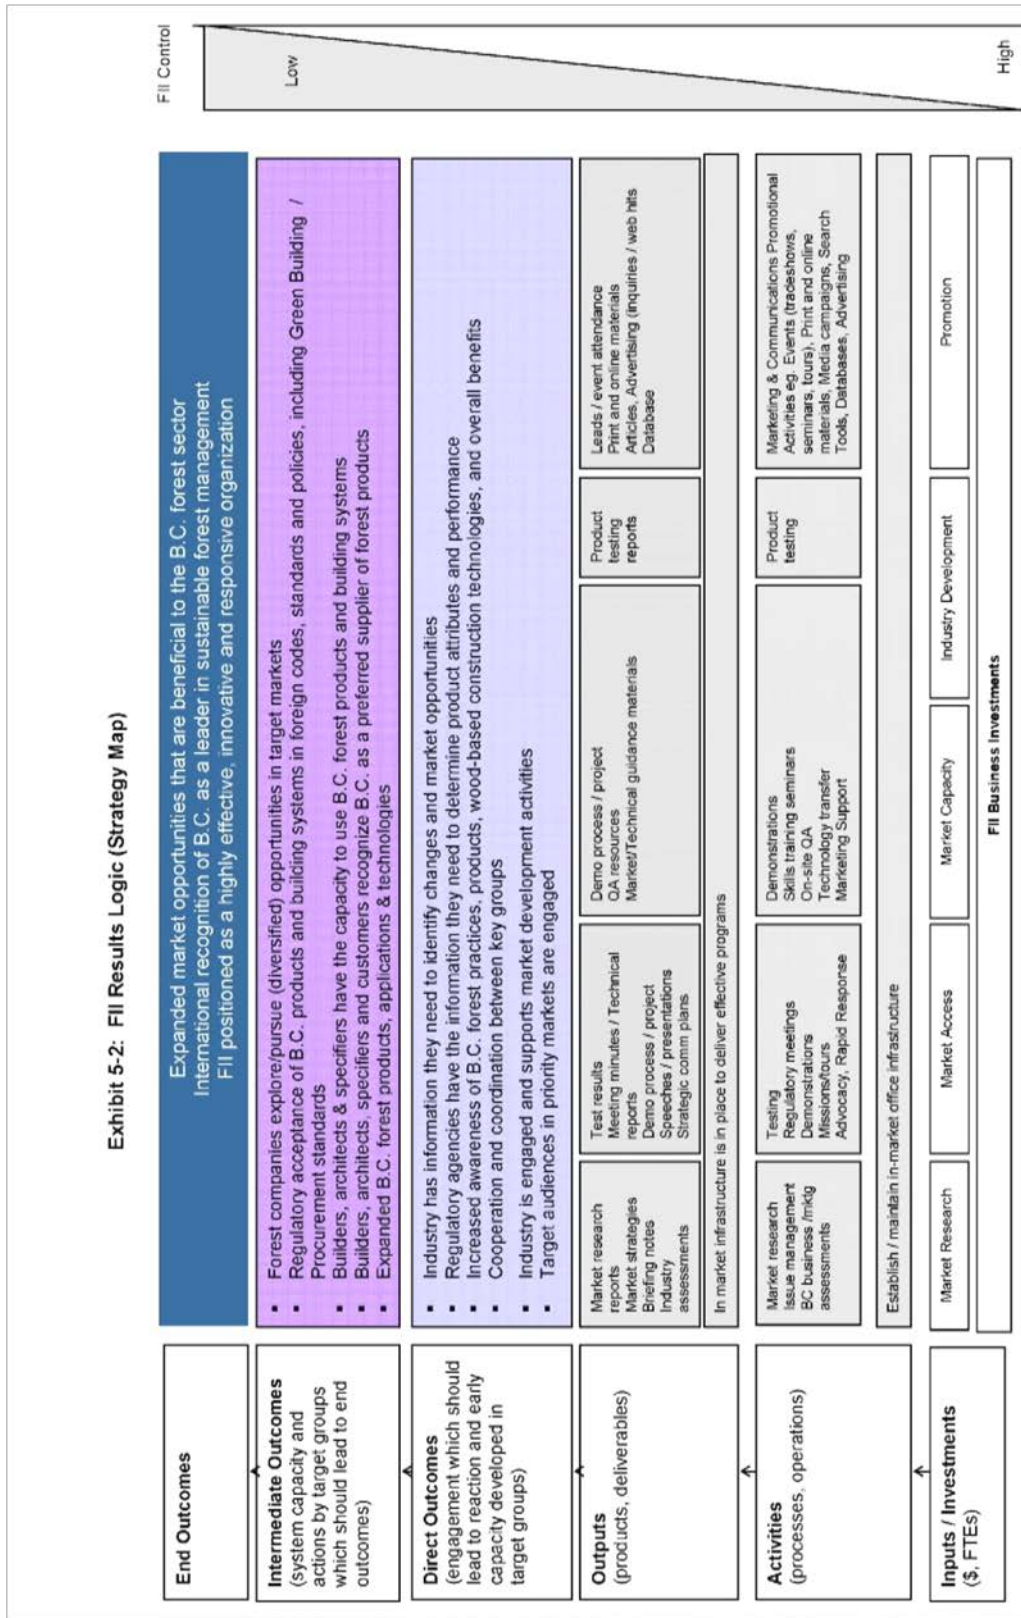 Exhibit 5-2: FII Results Logic (Strategy Map)
FII Control
Low
High
End Outcomes
Expanded market opportunities that are beneficial to the B.C. forest sector
International recognition of B.C. as a leader in sustainable forest management
FII positioned as a highly effective, innovative and responsive organization
Intermediate Outcomes
(system capacity and
actions by target groups
which should lead to end
outcomes)
▪ Forest companies explore/pursue (diversified) opportunities in target markets
▪ Regulatory acceptance of B.C. products and building systems in foreign codes, standards and policies, including Green Building /
Procurement standards
▪ Builders, architects & specifiers have the capacity to use B.C. forest products and building systems
▪ Builders, architects, specifiers and customers recognize B.C. as a preferred supplier of forest products
▪ Expanded B.C. forest products, applications & technologies
Direct Outcomes
(engagement which should
lead to reaction and early
capacity developed in
target groups)
▪ Industry has information they need to identify changes and market opportunities
▪ Regulatory agencies have the information they need to determine product attributes and performance
▪ Increased awareness of B.C. forest practices, products, wood-based construction technologies, and overall benefits
▪ Cooperation and coordination between key groups
▪ Industry is engaged and supports market development activities
▪ Target audiences in priority markets are engaged
Outputs
(products, deliverables)
Market research
reports
Market strategies
Briefing notes
Industry
assessments
Test results
Meeting minutes / Technical
reports
Demo process / project
Speeches / presentations
Strategic comm plans
Demo process / project
QA resources
Market/Technical guidance materials
Product
testing
reports
Leads / event attendance
Print and online materials
Articles, Advertising (inquiries / web hits
Database
In market infrastructure is in place to deliver effective programs
Activities
(processes, operations)
Market research
Issue management
BC business /mktg
assessments
Testing
Regulatory meetings
Demonstrations
Missions/tours
Advocacy, Rapid Response
Demonstrations
Skills training seminars
On-site QA
Technology transfer
Marketing Support
Product
testing
Marketing & Communications Promotional
Activities eg. Events (tradeshows,
seminars, tours), Print and online
materials, Media campaigns, Search
Tools, Databases, Advertising
Establish / maintain in-market office infrastructure
Inputs / Investments
($, FTEs)
Market Research
Market Access
Market Capacity
Industry Development
Promotion
FII Business Investments